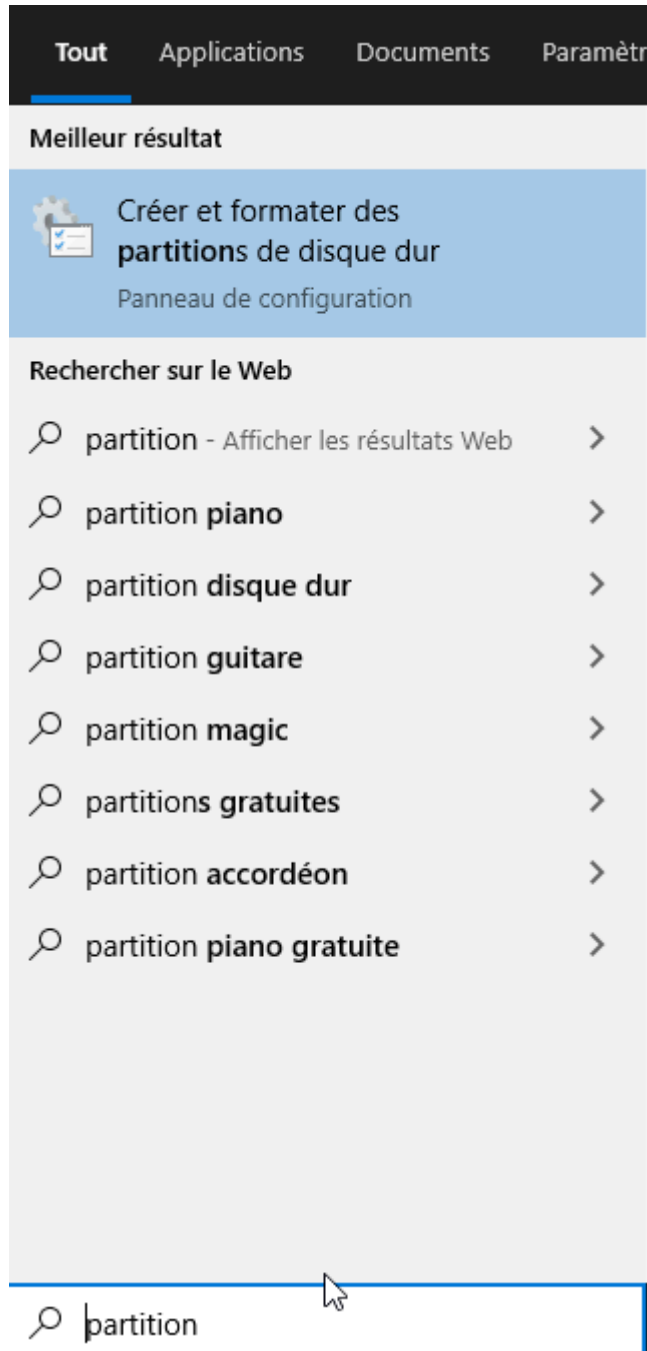 Tout Applications Documents Paramètr
Meilleur résultat
Créer et formater des
partitions de disque dur
Panneau de configuration
Rechercher sur le Web
partition - Afficher les résultats Web
partition piano
partition disque dur
partition guitare
partition magic
partitions gratuites
partition accordéon
partition piano gratuite
partition